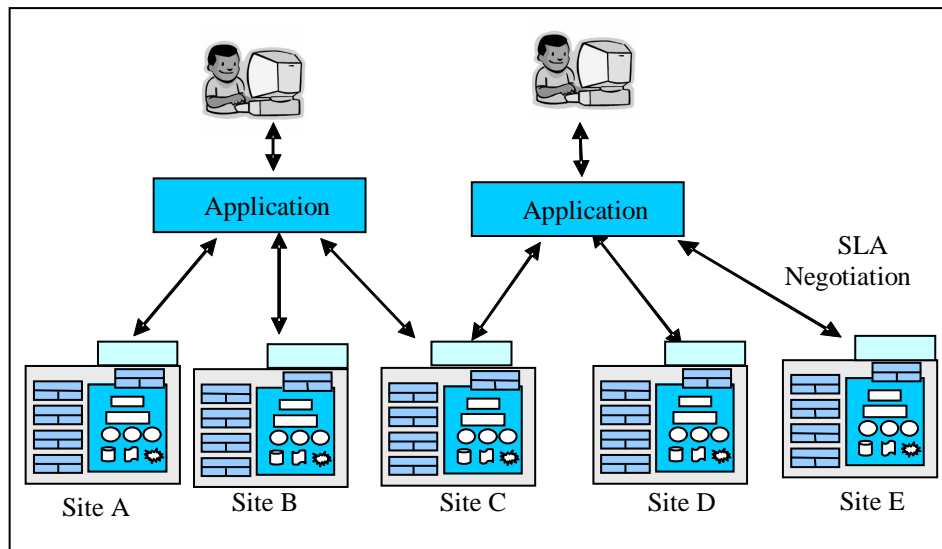 Application
Application
SLA
Negotiation
Site A
Site B
Site C
Site D
Site E